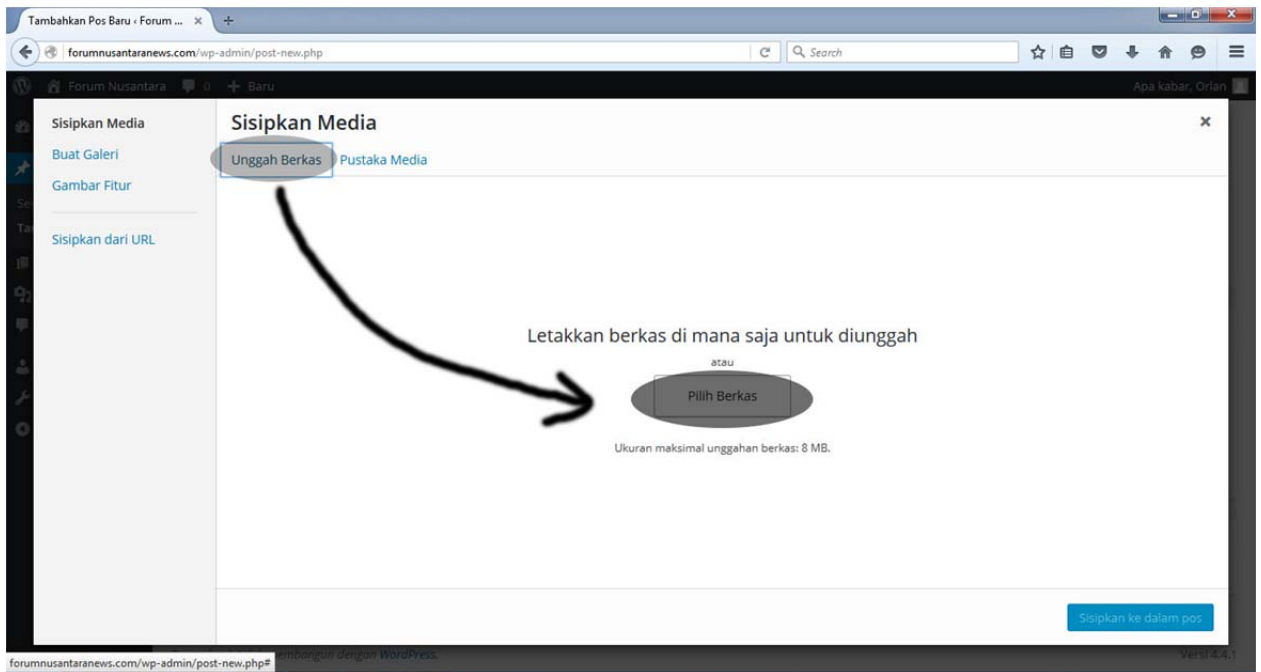 Tambahkan Pos Baru ‹ Forum ... × +
forumnusantaranews.com/wp-admin/post-new.php
Search
Forum Nusantara 0 + Baru
Apa kabar, Orlan
Sisipkan Media
Buat Galeri
Gambar Fitur
Sisipkan dari URL
Sisipkan Media
Unggah Berkas Pustaka Media
Letakkan berkas di mana saja untuk diunggah
atau
Pilih Berkas
Ukuran maksimal unggahan berkas: 8 MB.
Sisipkan ke dalam pos
dengan WordPress.
Versi 4.4.1
forumnusantaranews.com/wp-admin/post-new.php#